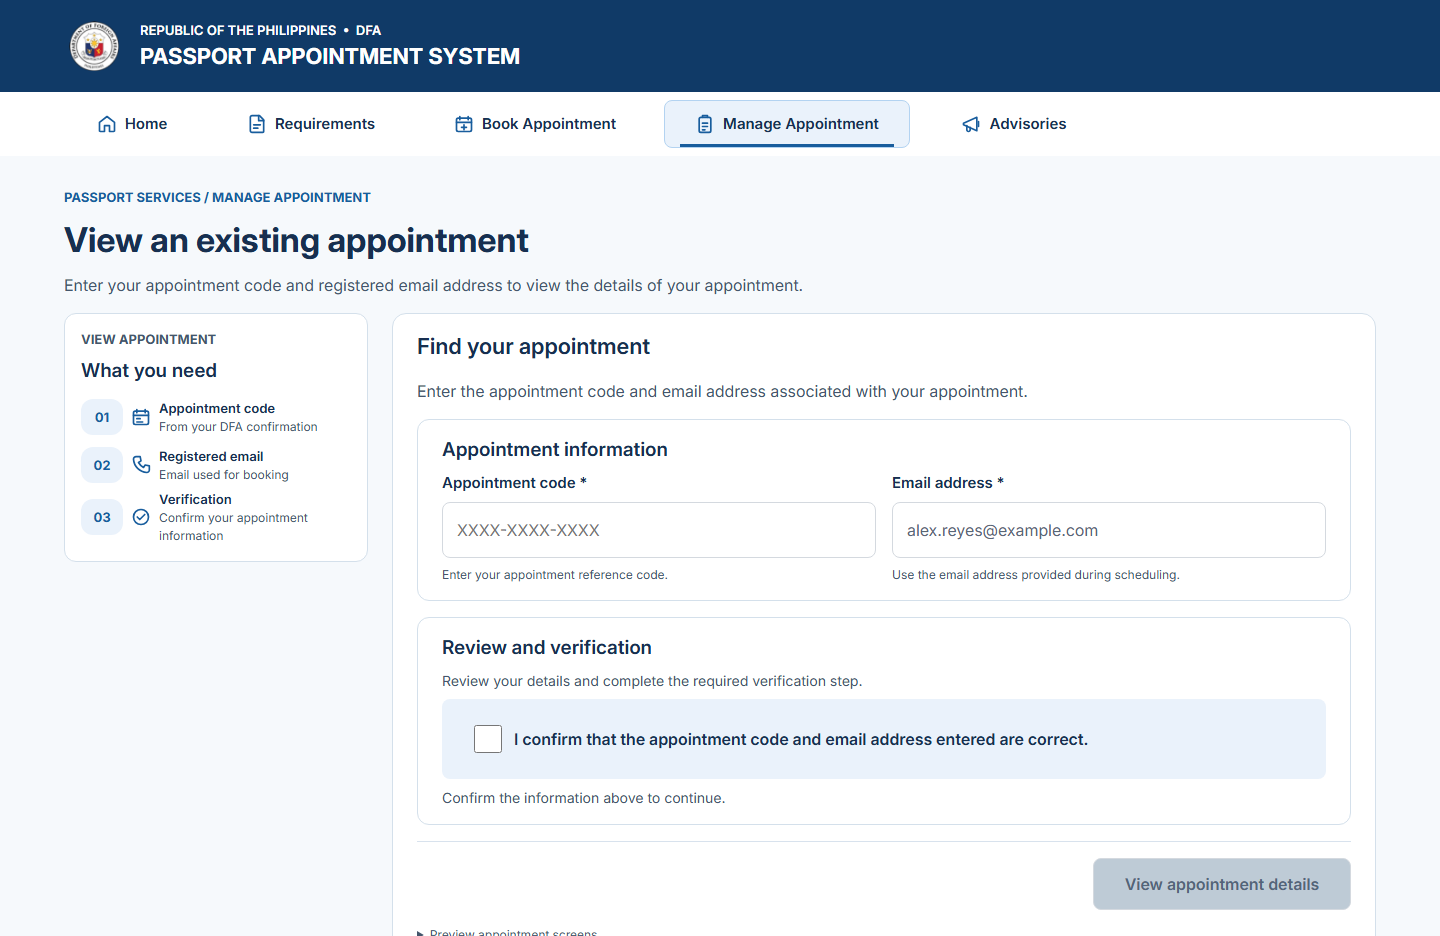 REPUBLIC OF THE PHILIPPINES • DFA
PASSPORT APPOINTMENT SYSTEM
Home
Requirements
Book Appointment
Manage Appointment
Advisories
PASSPORT SERVICES / MANAGE APPOINTMENT
View an existing appointment
Enter your appointment code and registered email address to view the details of your appointment.
VIEW APPOINTMENT
What you need
01
Appointment code
From your DFA confirmation
02
Registered email
Email used for booking
03
Verification
Confirm your appointment
information
Find your appointment
Enter the appointment code and email address associated with your appointment.
Appointment information
Appointment code *
XXXX-XXXX-XXXX
Enter your appointment reference code.
Email address *
alex.reyes@example.com
Use the email address provided during scheduling.
Review and verification
Review your details and complete the required verification step.
I confirm that the appointment code and email address entered are correct.
Confirm the information above to continue.
View appointment details
Preview appointment screens